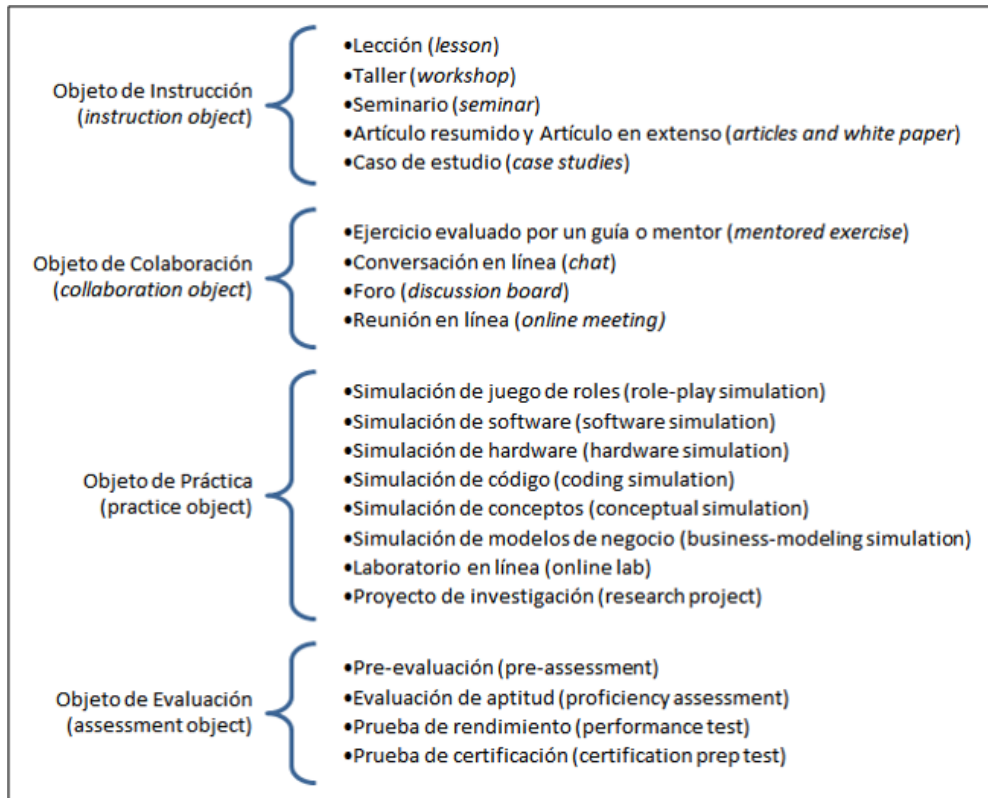 Objeto de Instrucción
(instruction object)
•Lección (lesson)
•Taller (workshop)
•Seminario (seminar)
•Artículo resumido y Artículo en extenso (articles and white paper)
•Caso de estudio (case studies)
Objeto de Colaboración
(collaboration object)
•Ejercicio evaluado por un guía o mentor (mentored exercise)
•Conversación en línea (chat)
•Foro (discussion board)
•Reunión en línea (online meeting)
Objeto de Práctica
(practice object)
•Simulación de juego de roles (role-play simulation)
•Simulación de software (software simulation)
•Simulación de hardware (hardware simulation)
•Simulación de código (coding simulation)
•Simulación de conceptos (conceptual simulation)
•Simulación de modelos de negocio (business-modeling simulation)
•Laboratorio en línea (online lab)
•Proyecto de investigación (research project)
Objeto de Evaluación
(assessment object)
•Pre-evaluación (pre-assessment)
•Evaluación de aptitud (proficiency assessment)
•Prueba de rendimiento (performance test)
•Prueba de certificación (certification prep test)